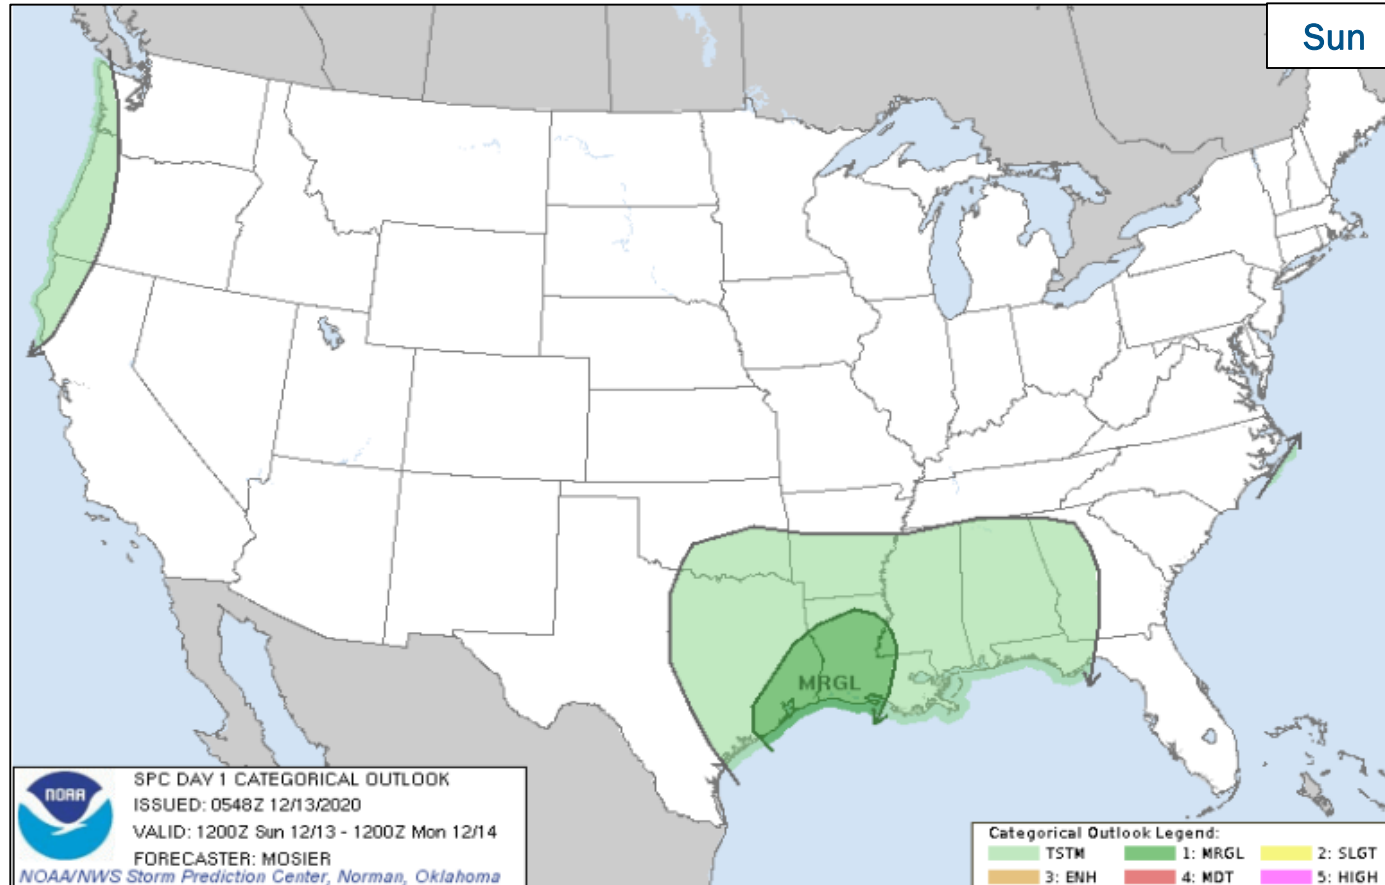 Sun
MRGL
NOAA
SPC DAY 1 CATEGORICAL OUTLOOK
ISSUED: 0548Z 12/13/2020
VALID: 1200Z Sun 12/13 - 1200Z Mon 12/14
FORECASTER: MOSIER
NOAA/NWS Storm Prediction Center, Norman, Oklahoma
Categorical Outlook Legend:
TSTM 1: MRGL 2: SLGT
3: ENH 4: MDT 5: HIGH